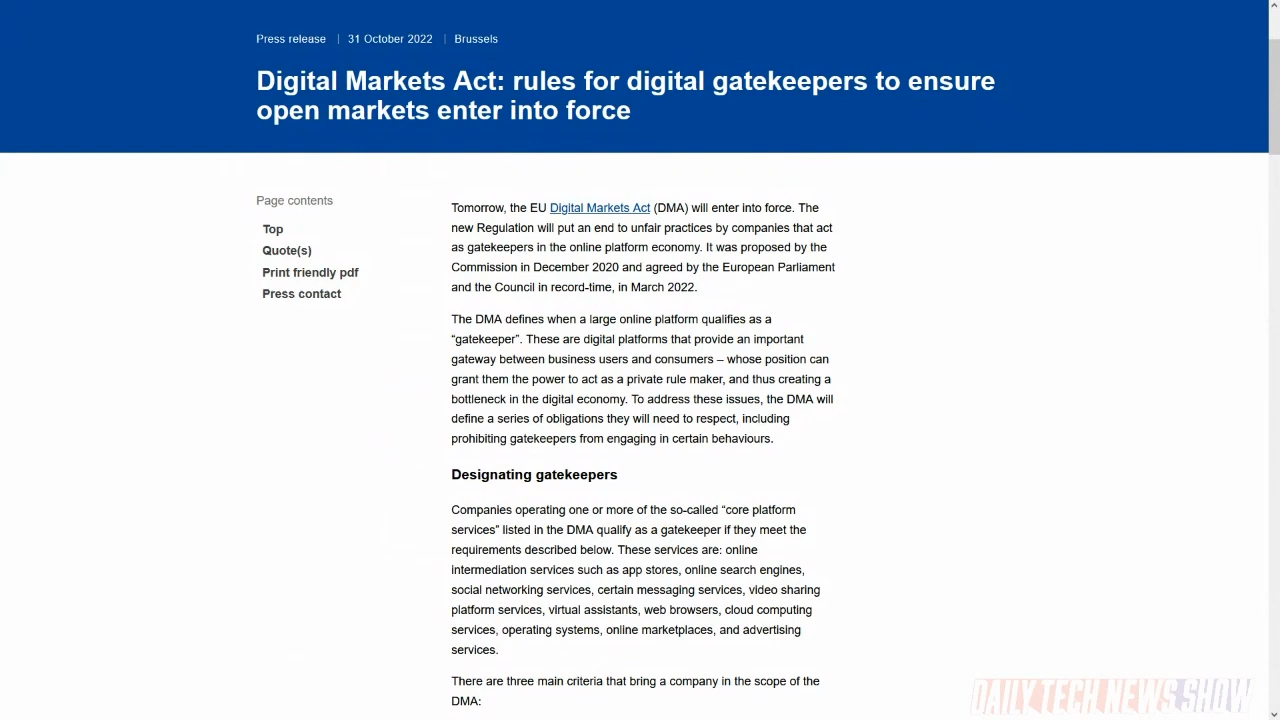 Press release | 31 October 2022 | Brussels
Digital Markets Act: rules for digital gatekeepers to ensure
open markets enter into force
Page contents
Top
Quote(s)
Print friendly pdf
Press contact
Tomorrow, the EU Digital Markets Act (DMA) will enter into force. The
new Regulation will put an end to unfair practices by companies that act
as gatekeepers in the online platform economy. It was proposed by the
Commission in December 2020 and agreed by the European Parliament
and the Council in record-time, in March 2022.
The DMA defines when a large online platform qualifies as a
“gatekeeper”. These are digital platforms that provide an important
gateway between business users and consumers – whose position can
grant them the power to act as a private rule maker, and thus creating a
bottleneck in the digital economy. To address these issues, the DMA will
define a series of obligations they will need to respect, including
prohibiting gatekeepers from engaging in certain behaviours.
Designating gatekeepers
Companies operating one or more of the so-called “core platform
services” listed in the DMA qualify as a gatekeeper if they meet the
requirements described below. These services are: online
intermediation services such as app stores, online search engines,
social networking services, certain messaging services, video sharing
platform services, virtual assistants, web browsers, cloud computing
services, operating systems, online marketplaces, and advertising
services.
There are three main criteria that bring a company in the scope of the
DMA:
DAILY TECH NEWS SHOW